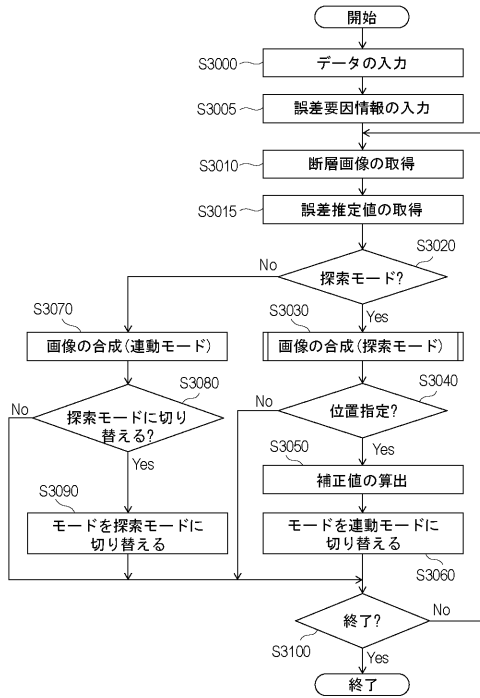 開始
S3000
データの入力
S3005
誤差要因情報の入力
S3010
断層画像の取得
S3015
誤差推定値の取得
S3020
探索モード?
No
Yes
S3070
画像の合成(連動モード)
S3030
画像の合成(探索モード)
S3080
探索モードに切り
替える?
No
Yes
S3040
位置指定?
No
Yes
S3050
補正値の算出
S3090
モードを探索モードに
切り替える
モードを連動モードに
切り替える
S3060
終了?
No
S3100
Yes
終了